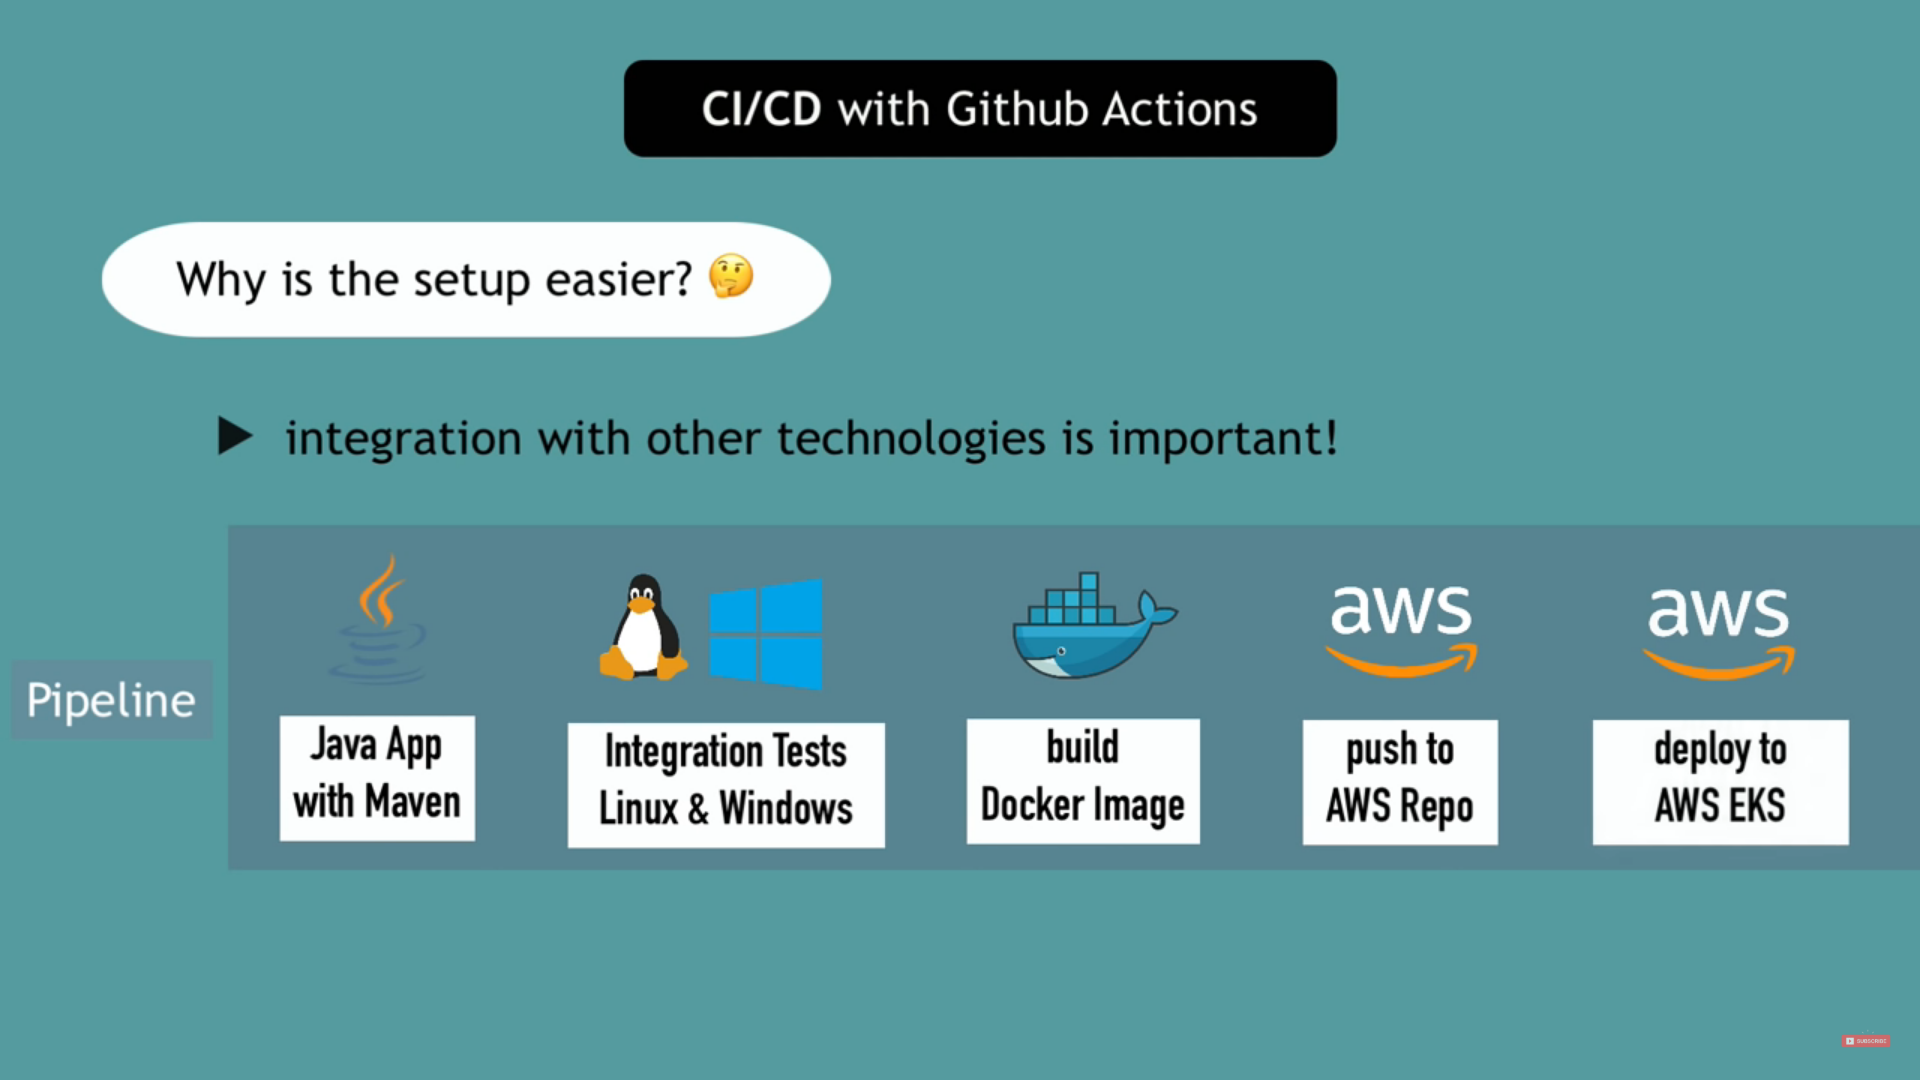 CI/CD with Github Actions
Why is the setup easier?
integration with other technologies is important!
aws
aws
Pipeline
Java App
with Maven
Integration Tests
Linux & Windows
build
Docker Image
push to
AWS Repo
deploy to
AWS EKS
SUBSCRIBE